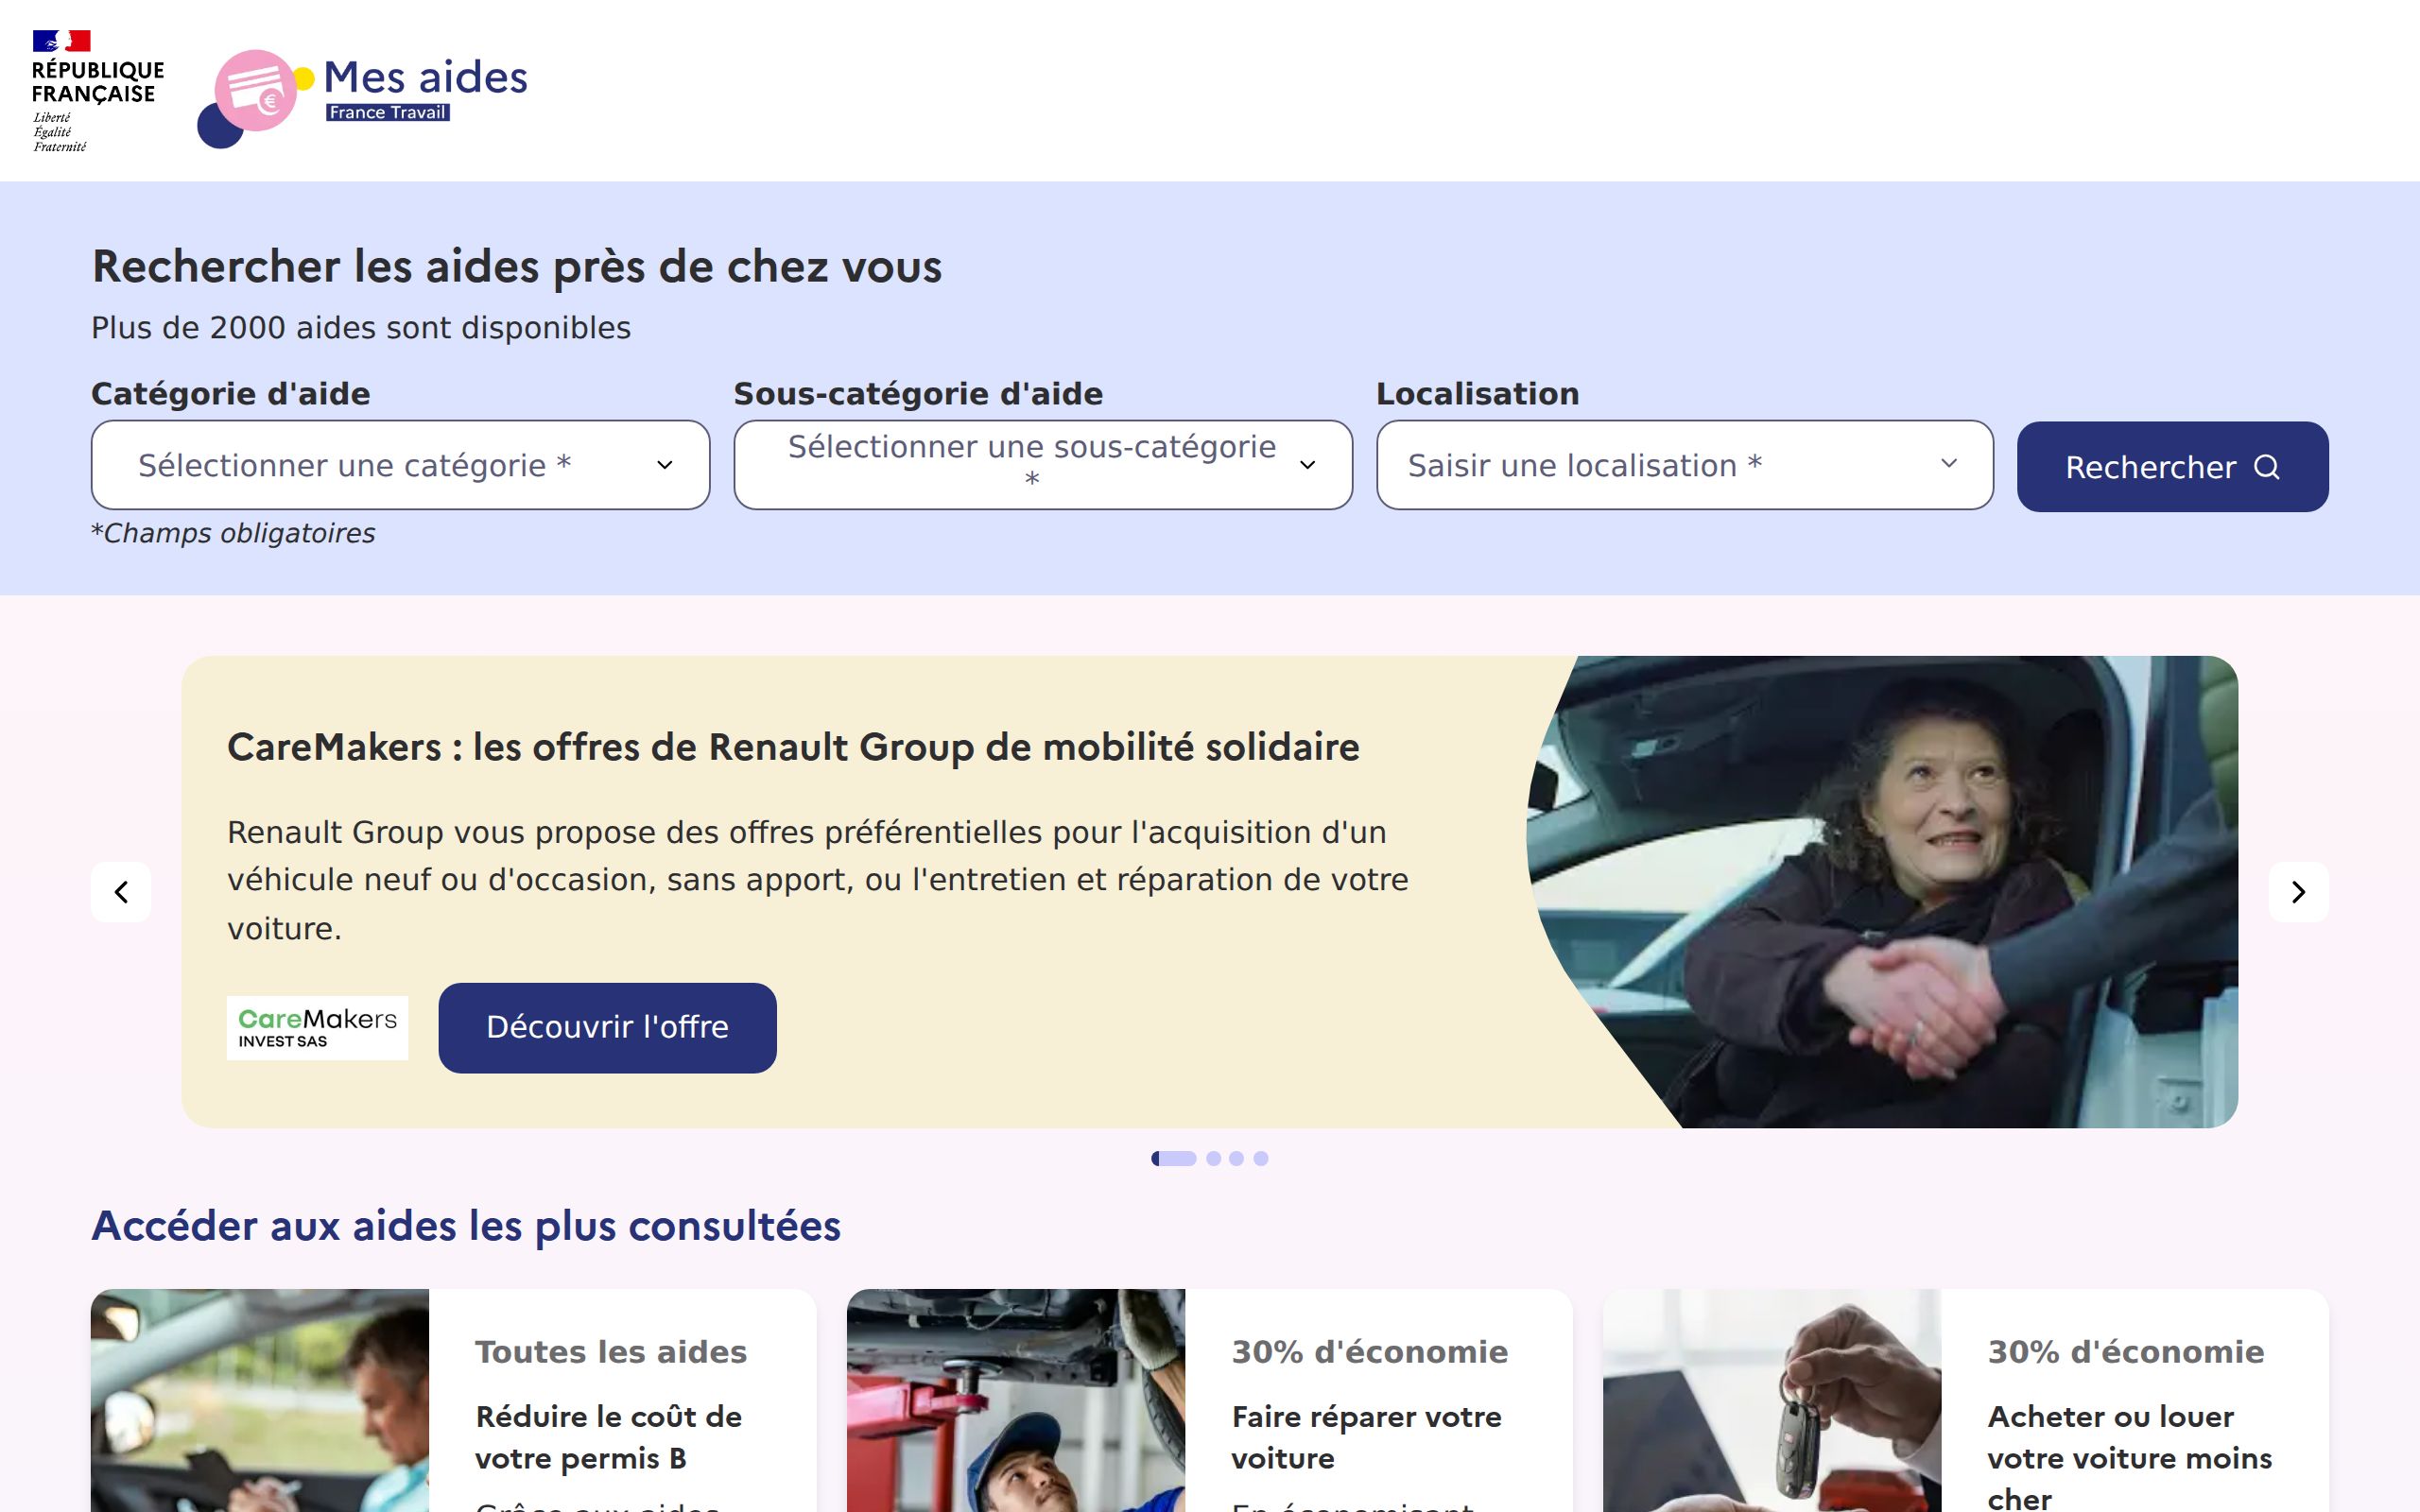 RÉPUBLIQUE
FRANÇAISE
Liberté
Égalité
Fraternité
Mes aides
France Travail
Rechercher les aides près de chez vous
Plus de 2000 aides sont disponibles
Catégorie d'aide
Sélectionner une catégorie *
Sous-catégorie d'aide
Sélectionner une sous-catégorie
*
Localisation
Saisir une localisation *
Rechercher
*Champs obligatoires
CareMakers : les offres de Renault Group de mobilité solidaire
Renault Group vous propose des offres préférentielles pour l'acquisition d'un
véhicule neuf ou d'occasion, sans apport, ou l'entretien et réparation de votre
voiture.
CareMakers
INVEST SAS
Découvrir l'offre
Accéder aux aides les plus consultées
Toutes les aides
Réduire le coût de
votre permis B
Grâce aux aides
30% d'économie
Faire réparer votre
voiture
En économisant
30% d'économie
Acheter ou louer
votre voiture moins
cher